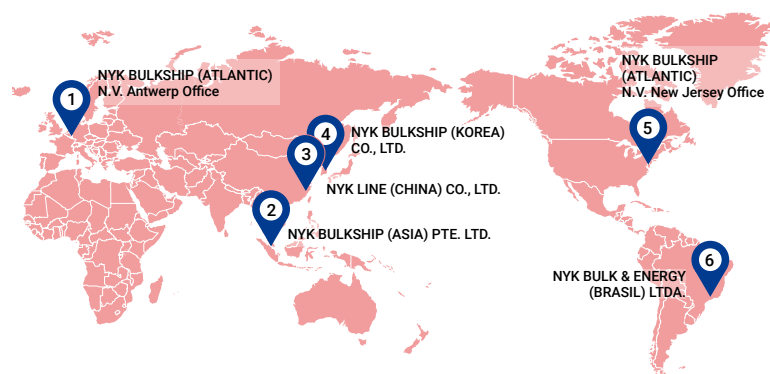 1
NYK BULKSHIP (ATLANTIC)
N.V. Antwerp Office
2
NYK BULKSHIP (ASIA) PTE. LTD.
3
NYK LINE (CHINA) CO., LTD.
4
NYK BULKSHIP (KOREA)
CO., LTD.
5
NYK BULKSHIP
(ATLANTIC)
N.V. New Jersey Office
6
NYK BULK & ENERGY
(BRASIL) LTDA.